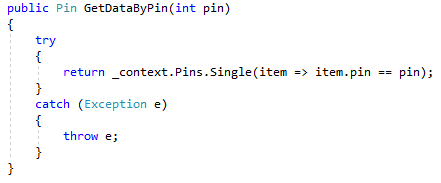 public Pin GetDataByPin(int pin)
{
try
{
return _context.Pins.Single(item => item.pin == pin);
}
catch (Exception e)
{
throw e;
}
}